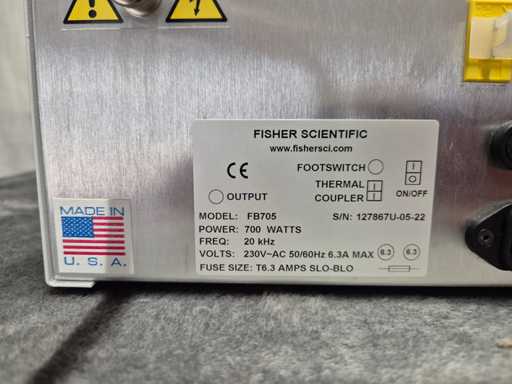 FISHER SCIENTIFIC
www.fishersci.com
CE
FOOTSWITCH
OUTPUT
THERMAL
COUPLER
ON/OFF
MODEL: FB705
S/N: 127867U-05-22
POWER: 700 WATTS
FREQ: 20 kHz
VOLTS: 230V~AC 50/60Hz 6.3A MAX 6.3 6.3
FUSE SIZE: T6.3 AMPS SLO-BLO
MADE IN
U. S. A.